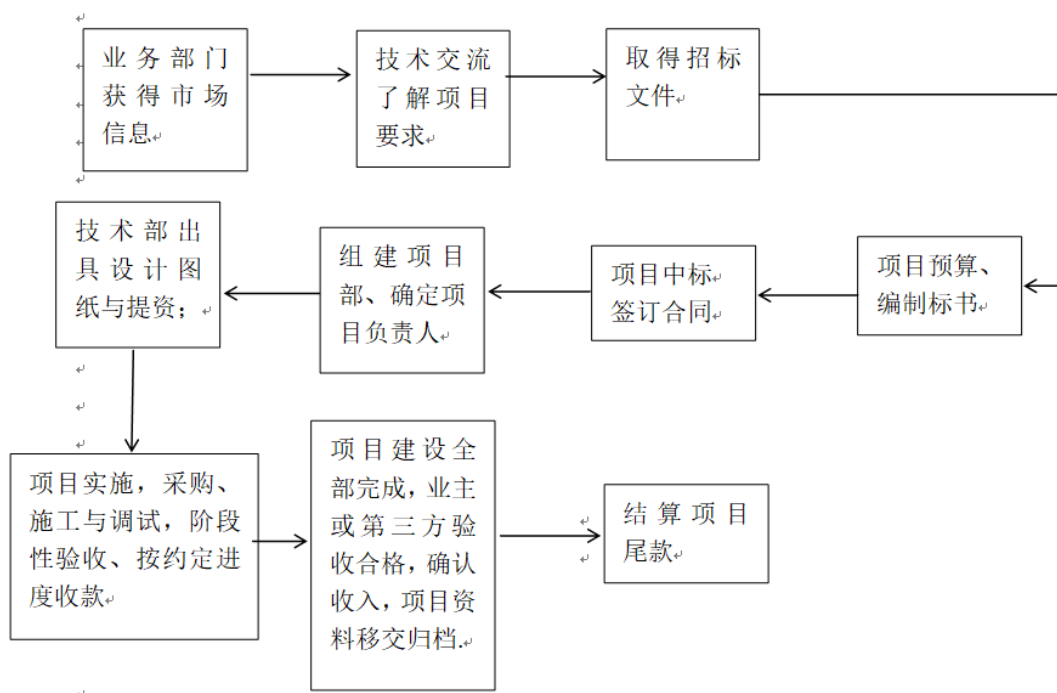 业务部门
获得市场
信息
技术交流
了解项目
要求
取得招标
文件
项目预算、
编制标书
项目中标
签订合同
组建项目
部、确定项
目负责人
技术部出
具设计图
纸与提资；
项目实施，采购、
施工与调试，阶段
性验收、按约定进
度收款
项目建设全
部完成，业主
或第三方验
收合格，确认
收入，项目资
料移交归档.
结算项目
尾款